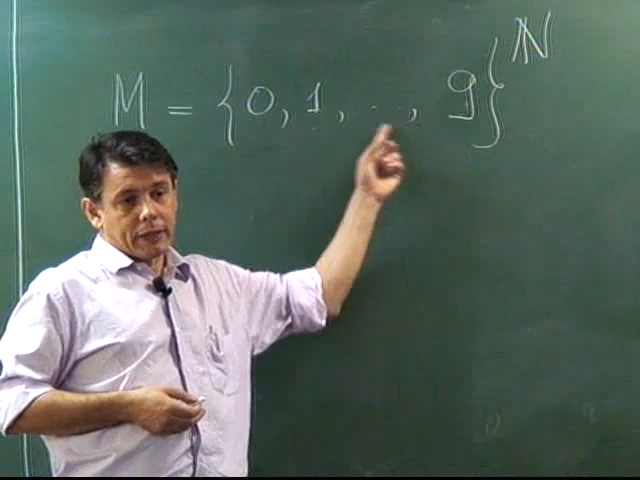 M = {0, 1, ..., 9}^ℕ